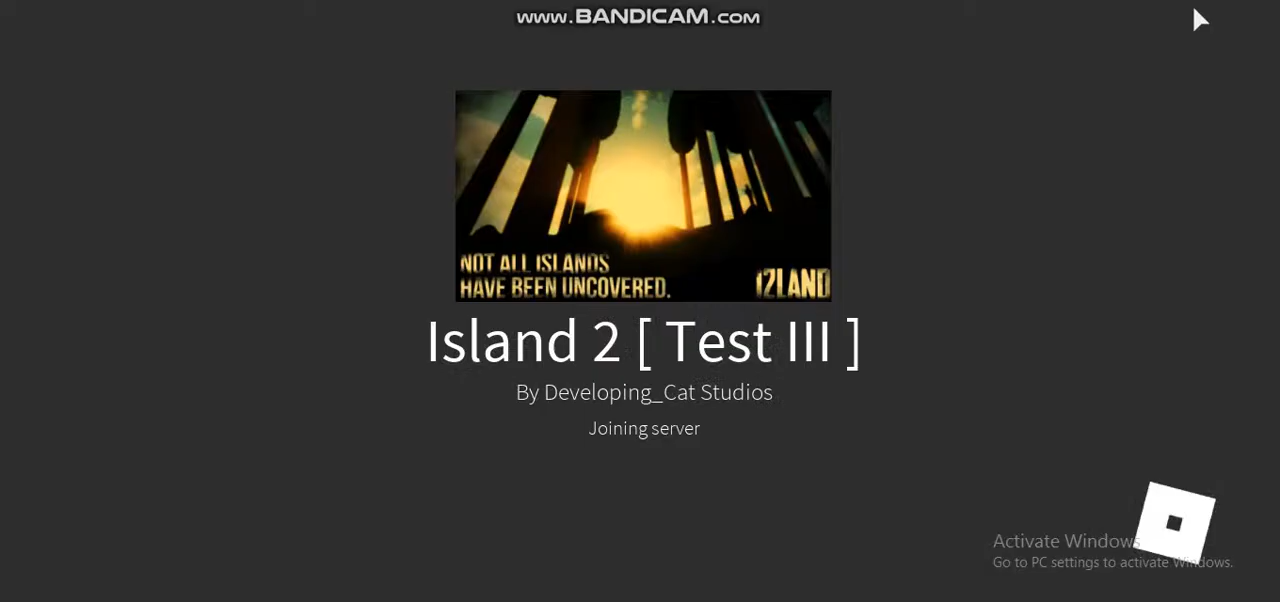 www.BANDICAM.com
NOT ALL ISLANDS
HAVE BEEN UNCOVERED.
IZLAND
Island 2 [ Test III ]
By Developing_Cat Studios
Joining server
Activate Windows
Go to PC settings to activate Windows.